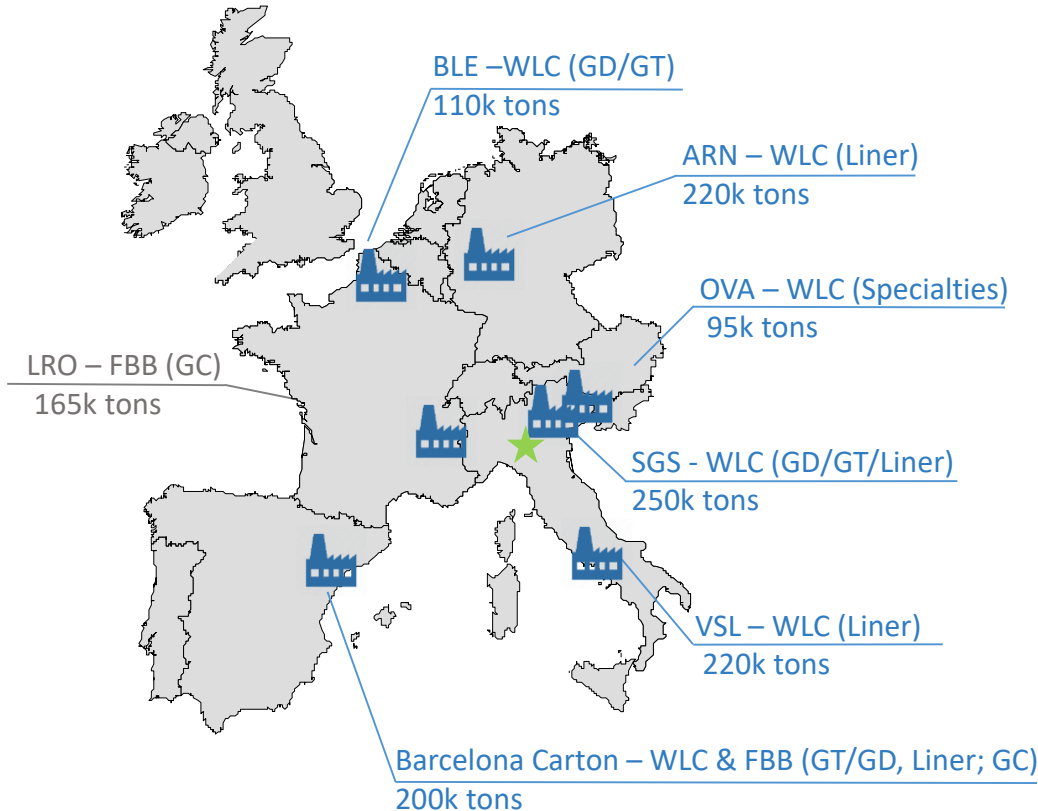 BLE –WLC (GD/GT)
110k tons
ARN – WLC (Liner)
220k tons
OVA – WLC (Specialties)
95k tons
LRO – FBB (GC)
165k tons
SGS - WLC (GD/GT/Liner)
250k tons
VSL – WLC (Liner)
220k tons
Barcelona Carton – WLC & FBB (GT/GD, Liner; GC)
200k tons